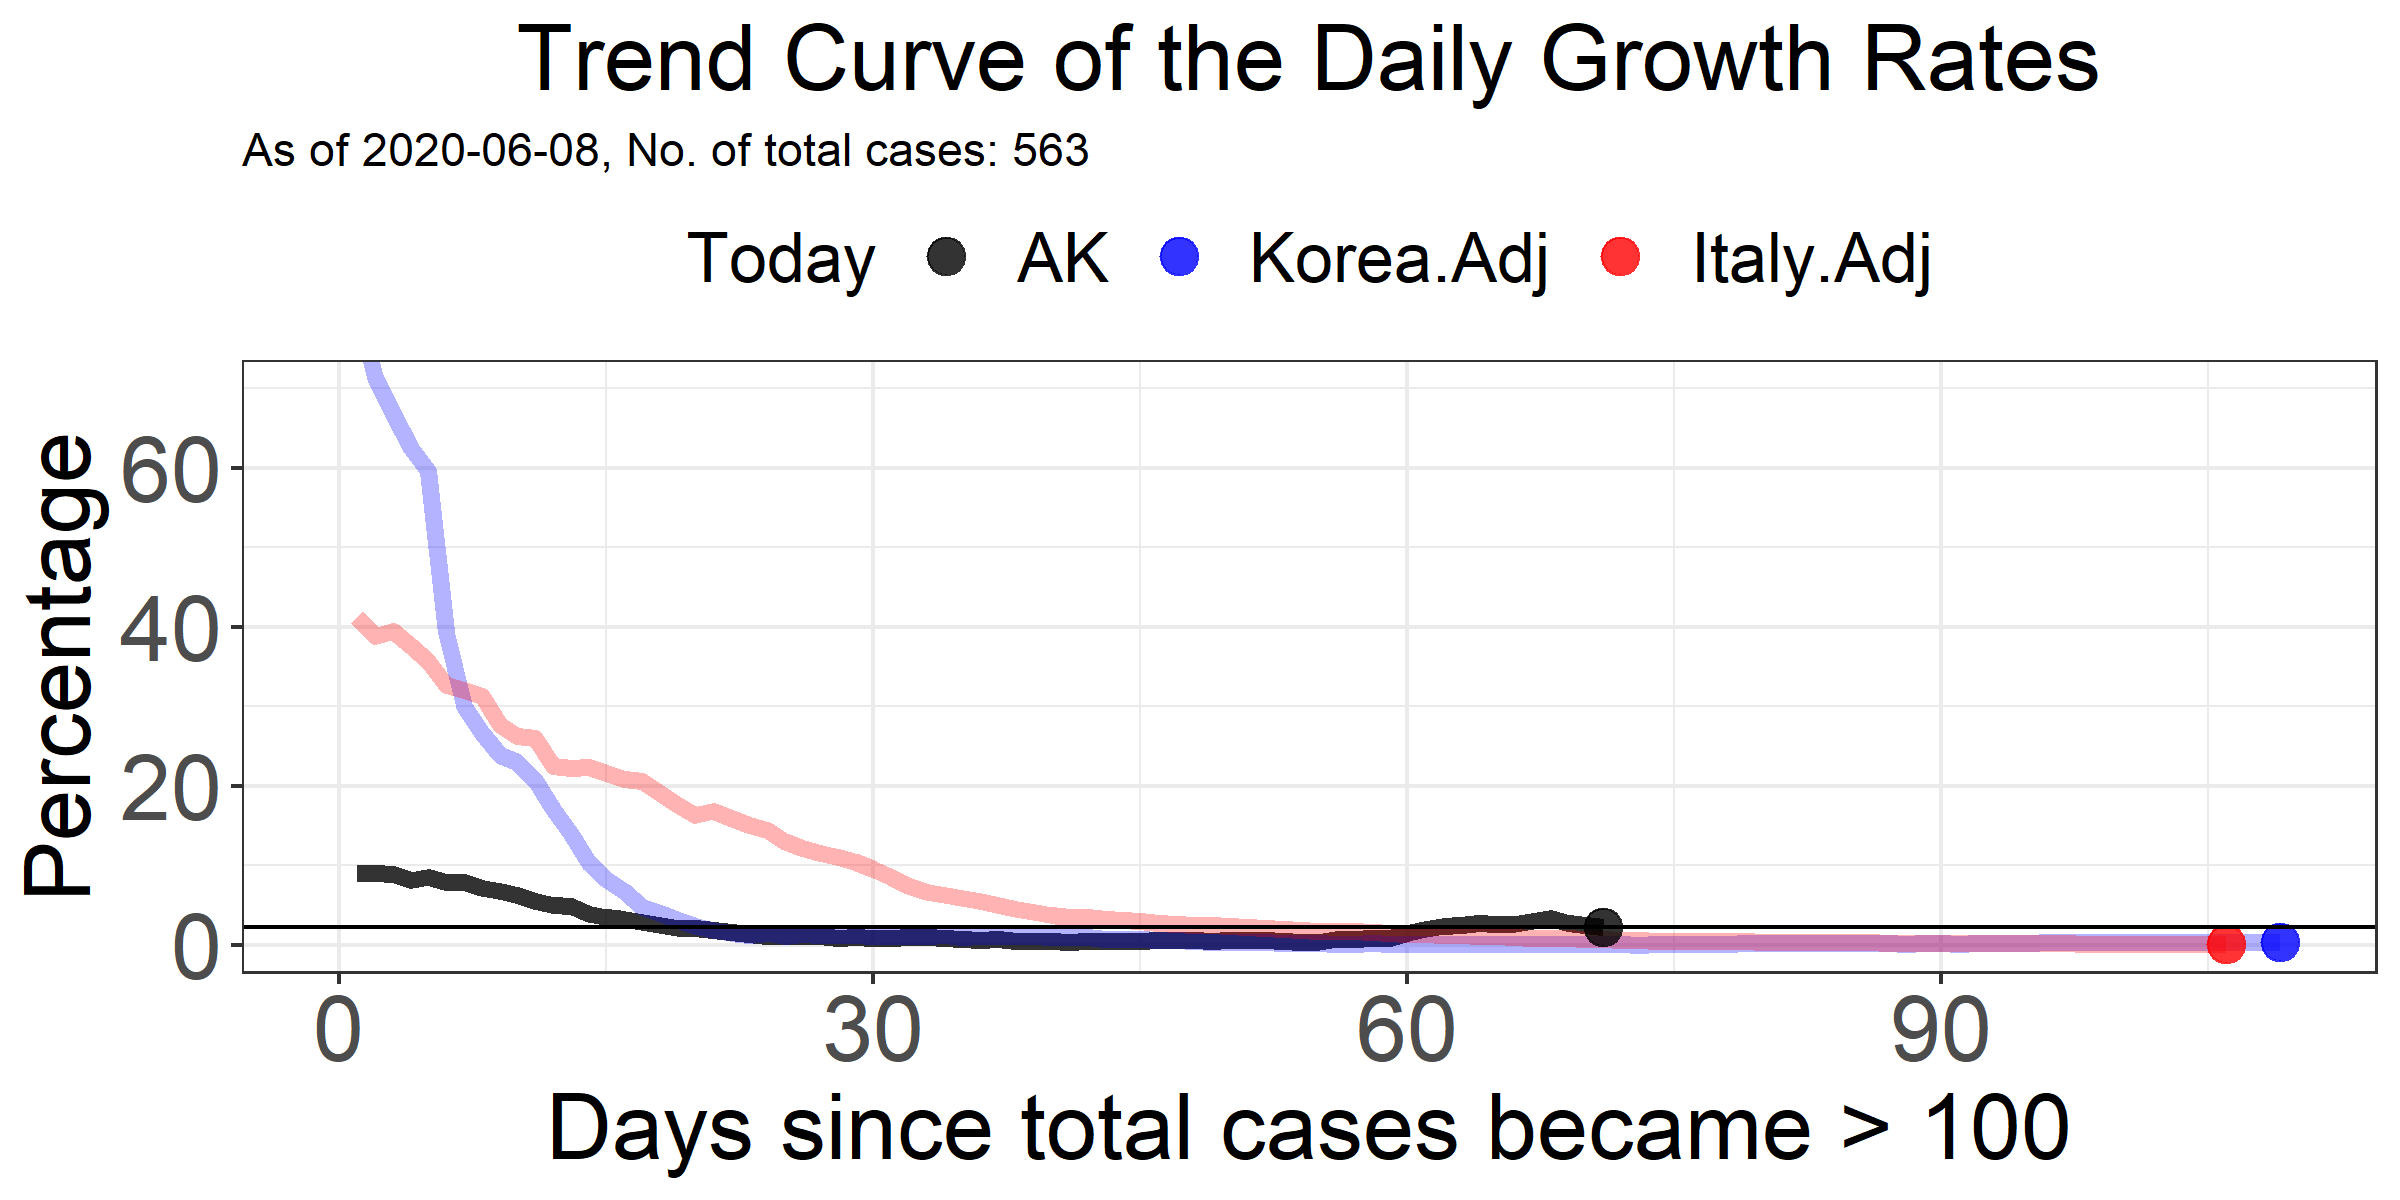 Trend Curve of the Daily Growth Rates
As of 2020-06-08, No. of total cases: 563
Today AK Korea.Adj Italy.Adj
Percentage
60
40
20
0
0 30 60 90
Days since total cases became > 100